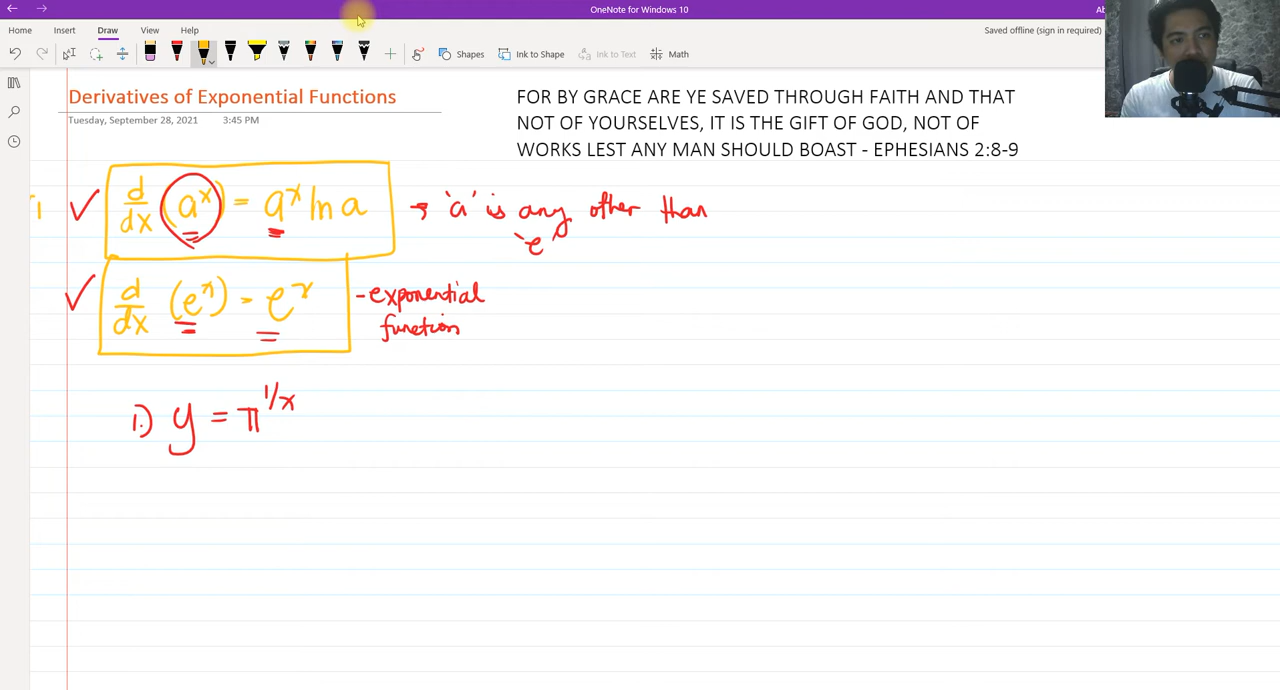 OneNote for Windows 10
Home Insert Draw View Help
Saved offline (sign in required)
Shapes Ink to Shape Ink to Text Math
Derivatives of Exponential Functions
Tuesday, September 28, 2021 3:45 PM
FOR BY GRACE ARE YE SAVED THROUGH FAITH AND THAT
NOT OF YOURSELVES, IT IS THE GIFT OF GOD, NOT OF
WORKS LEST ANY MAN SHOULD BOAST - EPHESIANS 2:8-9
d/dx (a^x) = a^x ln a → 'a' is any other than
'e'
d/dx (e^x) = e^x - exponential
function
1.) y = π^1/x